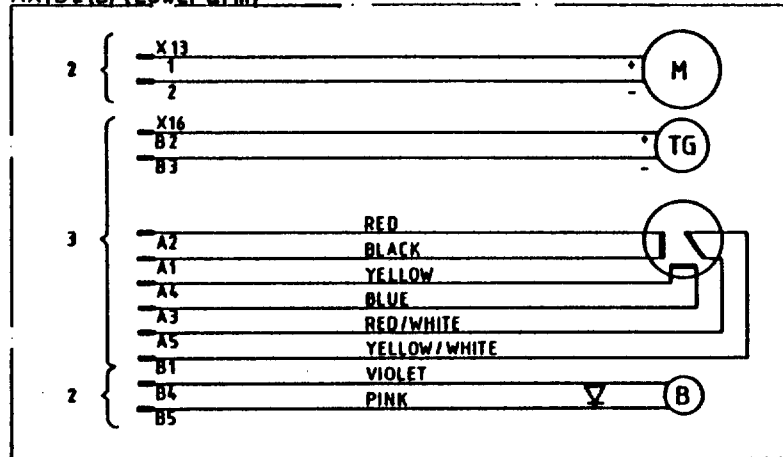 2
X13
1
2
+
-
M
X16
B2
B3
+
-
TG
3
RED
A2
BLACK
A1
YELLOW
A4
BLUE
A3
RED/WHITE
A5
YELLOW/WHITE
B1
2
VIOLET
B4
PINK
B5
B